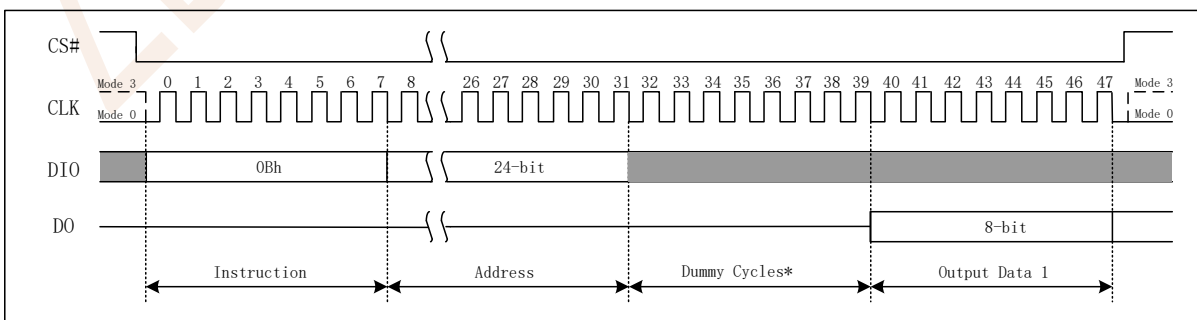 CS#
Mode 3 0 1 2 3 4 5 6 7 8 26 27 28 29 30 31 32 33 34 35 36 37 38 39 40 41 42 43 44 45 46 47 Mode 3
CLK
Mode 0 Mode 0
DIO 0Bh 24-bit
DO 8-bit
Instruction Address Dummy Cycles* Output Data 1